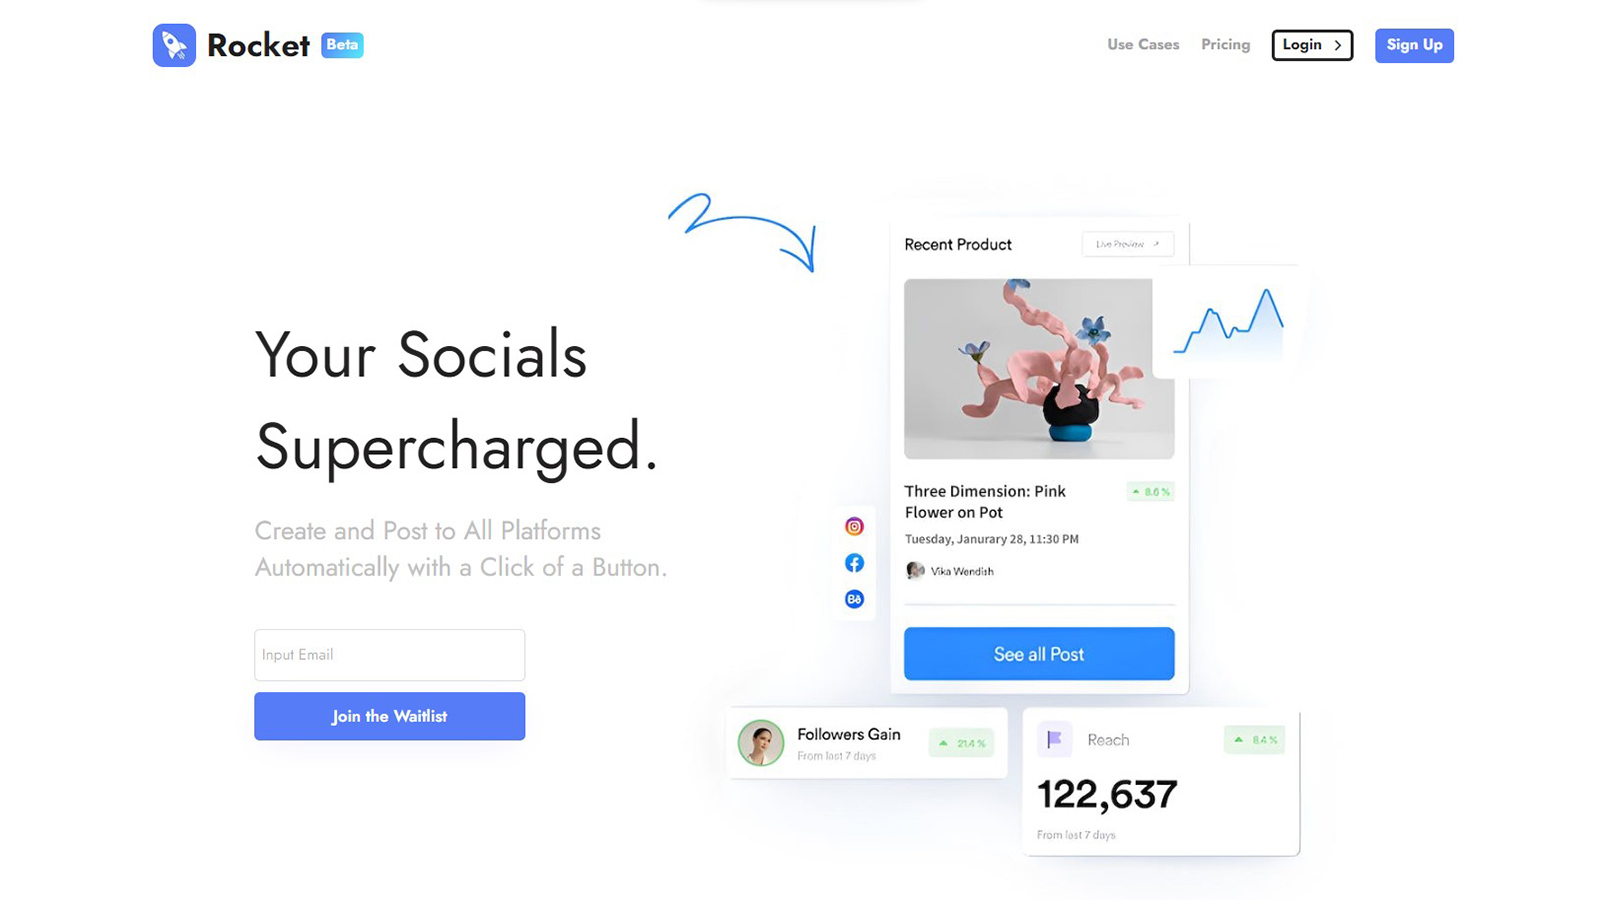 Rocket Beta
Use Cases Pricing Login Sign Up
Your Socials
Supercharged.
Create and Post to All Platforms
Automatically with a Click of a Button.
Input Email
Join the Waitlist
Recent Product Live Preview
Three Dimension: Pink
Flower on Pot
8.6 %
Tuesday, Janurary 28, 11:30 PM
Vika Wendish
See all Post
Bē
Followers Gain
From last 7 days
21.4 %
Reach
6.4 %
122,637
From last 7 days